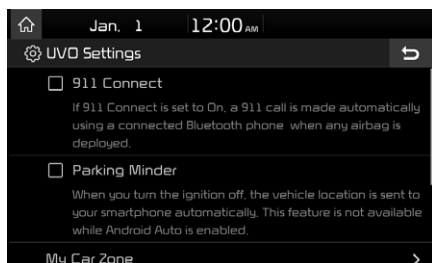 Jan. 1 12:00 AM
UVO Settings
911 Connect
If 911 Connect is set to On, a 911 call is made automatically
using a connected Bluetooth phone when any airbag is
deployed.
Parking Minder
When you turn the ignition off, the vehicle location is sent to
your smartphone automatically. This feature is not available
while Android Auto is enabled.
My Car Zone